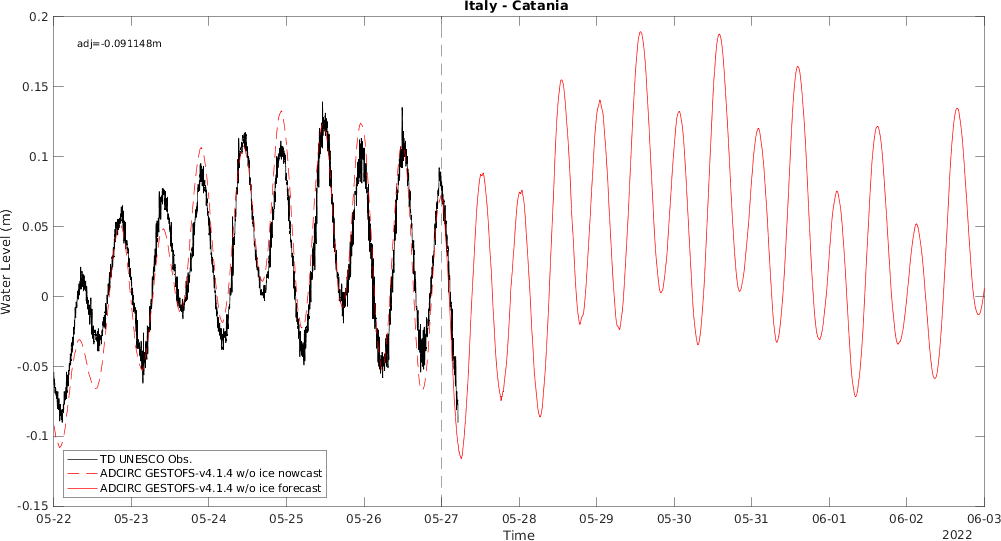 Italy - Catania
adj=-0.091148m
Water Level (m)
0.2
0.15
0.1
0.05
0
-0.05
-0.1
-0.15
TD UNESCO Obs.
ADCIRC GESTOFS-v4.1.4 w/o ice nowcast
ADCIRC GESTOFS-v4.1.4 w/o ice forecast
05-22 05-23 05-24 05-25 05-26 05-27 05-28 05-29 05-30 05-31 06-01 06-02 06-03
Time
2022